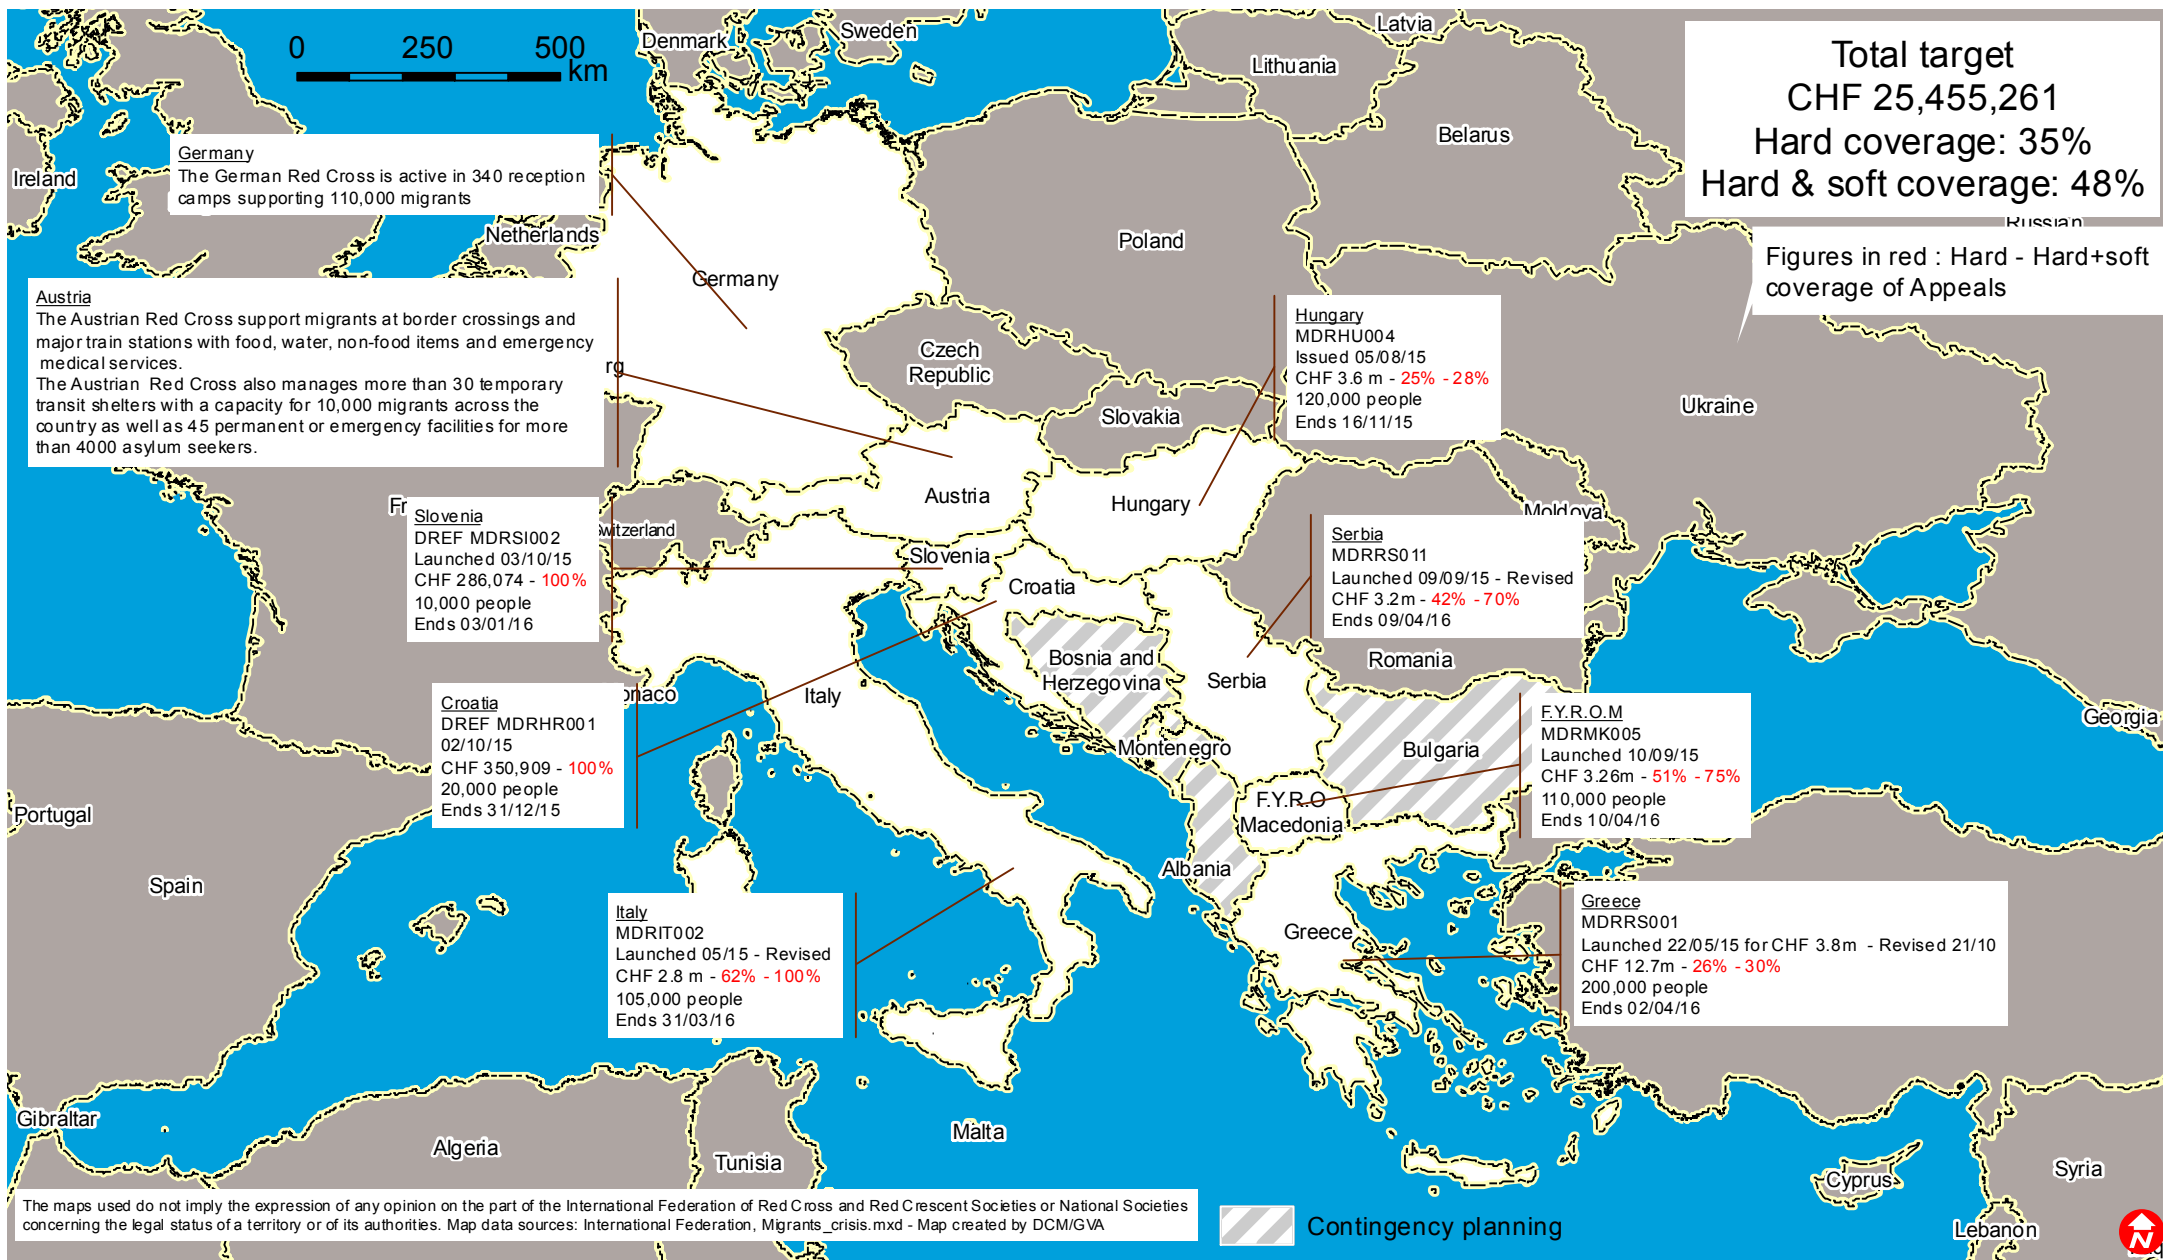 0 250 500
km
Denmark
Sweden
Latvia
Lithuania
Total target
CHF 25,455,261
Hard coverage: 35%
Hard & soft coverage: 48%
Belarus
Ireland
Germany
The German Red Cross is active in 340 reception
camps supporting 110,000 migrants
Netherlands
Poland
Russian
Figures in red : Hard - Hard+soft
coverage of Appeals
Germany
Austria
The Austrian Red Cross support migrants at border crossings and
major train stations with food, water, non-food items and emergency
medical services.
The Austrian Red Cross also manages more than 30 temporary
transit shelters with a capacity for 10,000 migrants across the
country as well as 45 permanent or emergency facilities for more
than 4000 asylum seekers.
rg
Czech
Republic
Slovakia
Hungary
MDRHU004
Issued 05/08/15
CHF 3.6 m - 25% - 28%
120,000 people
Ends 16/11/15
Ukraine
Austria
Hungary
Fr
Slovenia
DREF MDRSI002
Launched 03/10/15
CHF 286,074 - 100%
10,000 people
Ends 03/01/16
witzerland
Moldova
Slovenia
Croatia
Serbia
MDRRS011
Launched 09/09/15 - Revised
CHF 3.2m - 42% - 70%
Ends 09/04/16
Romania
Bosnia and
Herzegovina
Serbia
onaco
Italy
Croatia
DREF MDRHR001
02/10/15
CHF 350,909 - 100%
20,000 people
Ends 31/12/15
Montenegro
Bulgaria
F.Y.R.O.M
MDRMK005
Launched 10/09/15
CHF 3.26m - 51% - 75%
110,000 people
Ends 10/04/16
Georgia
F.Y.R.O
Macedonia
Portugal
Spain
Albania
Italy
MDRIT002
Launched 05/15 - Revised
CHF 2.8 m - 62% - 100%
105,000 people
Ends 31/03/16
Greece
Greece
MDRRS001
Launched 22/05/15 for CHF 3.8m - Revised 21/10
CHF 12.7m - 26% - 30%
200,000 people
Ends 02/04/16
Gibraltar
Algeria
Tunisia
Malta
Cyprus
Syria
Lebanon
The maps used do not imply the expression of any opinion on the part of the International Federation of Red Cross and Red Crescent Societies or National Societies
concerning the legal status of a territory or of its authorities. Map data sources: International Federation, Migrants_crisis.mxd - Map created by DCM/GVA
Contingency planning
N